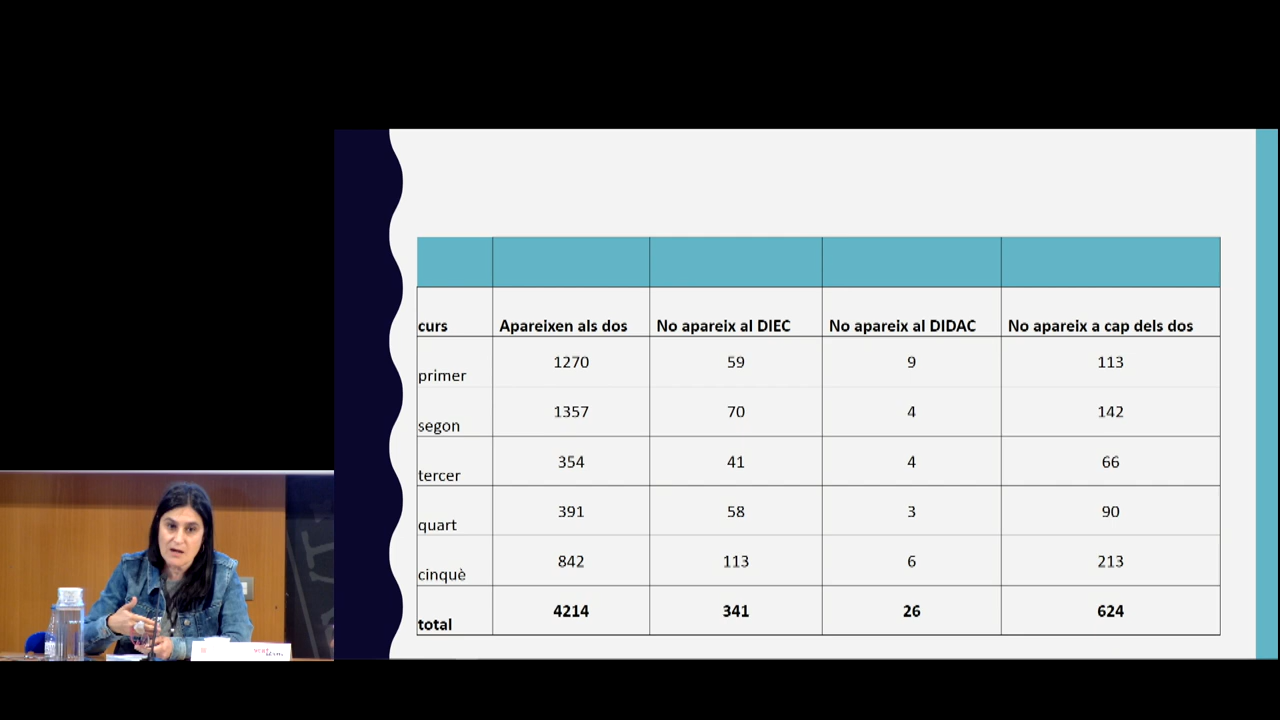 curs Apareixen als dos No apareix al DIEC No apareix al DIDAC No apareix a cap dels dos
primer 1270 59 9 113
segon 1357 70 4 142
tercer 354 41 4 66
quart 391 58 3 90
cinquè 842 113 6 213
total 4214 341 26 624